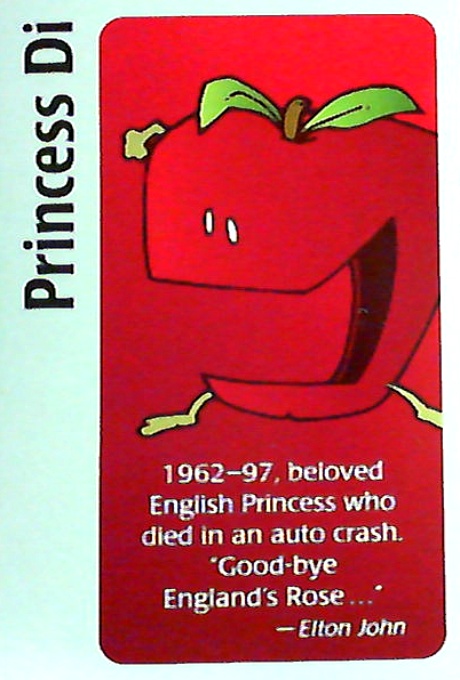 Princess Di
1962–97, beloved
English Princess who
died in an auto crash.
"Good-bye
England's Rose ..."
—Elton John